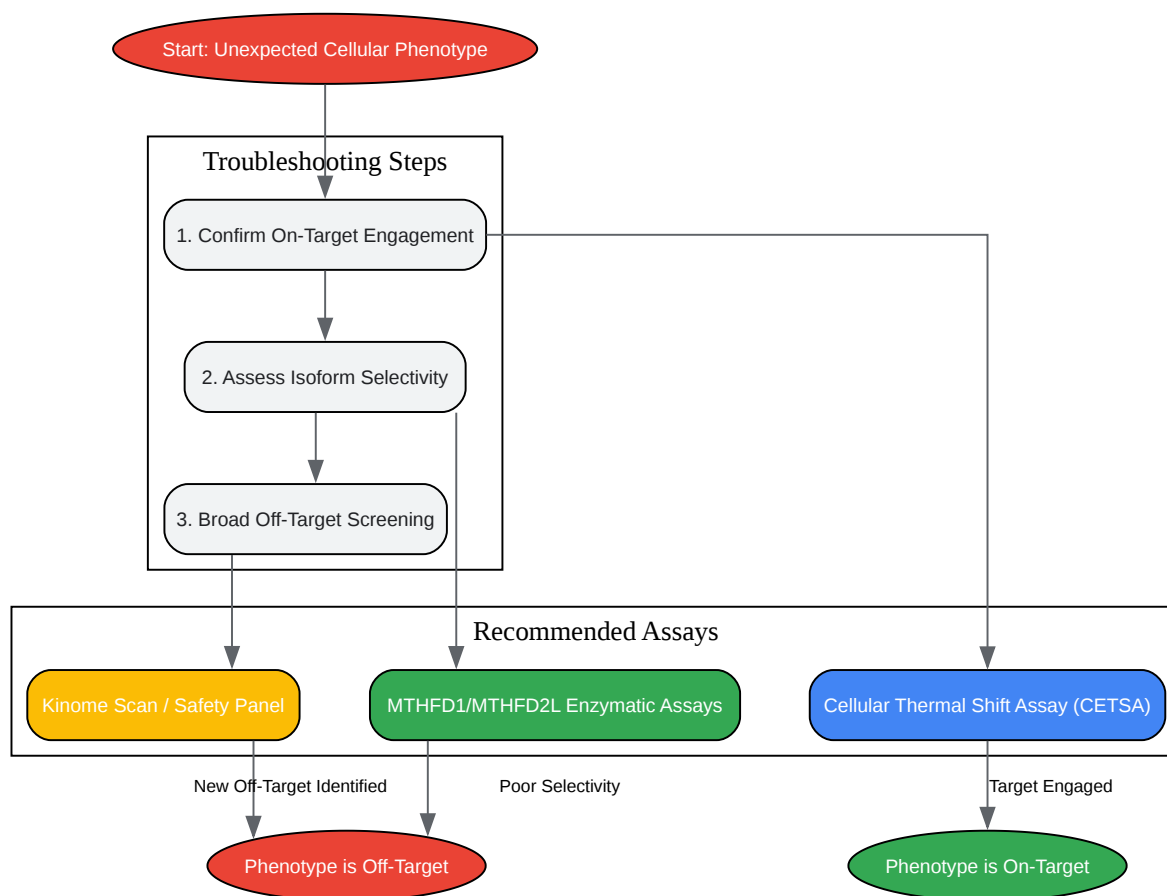 Start: Unexpected Cellular Phenotype
Troubleshooting Steps
1. Confirm On-Target Engagement
2. Assess Isoform Selectivity
3. Broad Off-Target Screening
Recommended Assays
Kinome Scan / Safety Panel
MTHFD1/MTHFD2L Enzymatic Assays
Cellular Thermal Shift Assay (CETSA)
New Off-Target Identified
Poor Selectivity
Target Engaged
Phenotype is Off-Target
Phenotype is On-Target